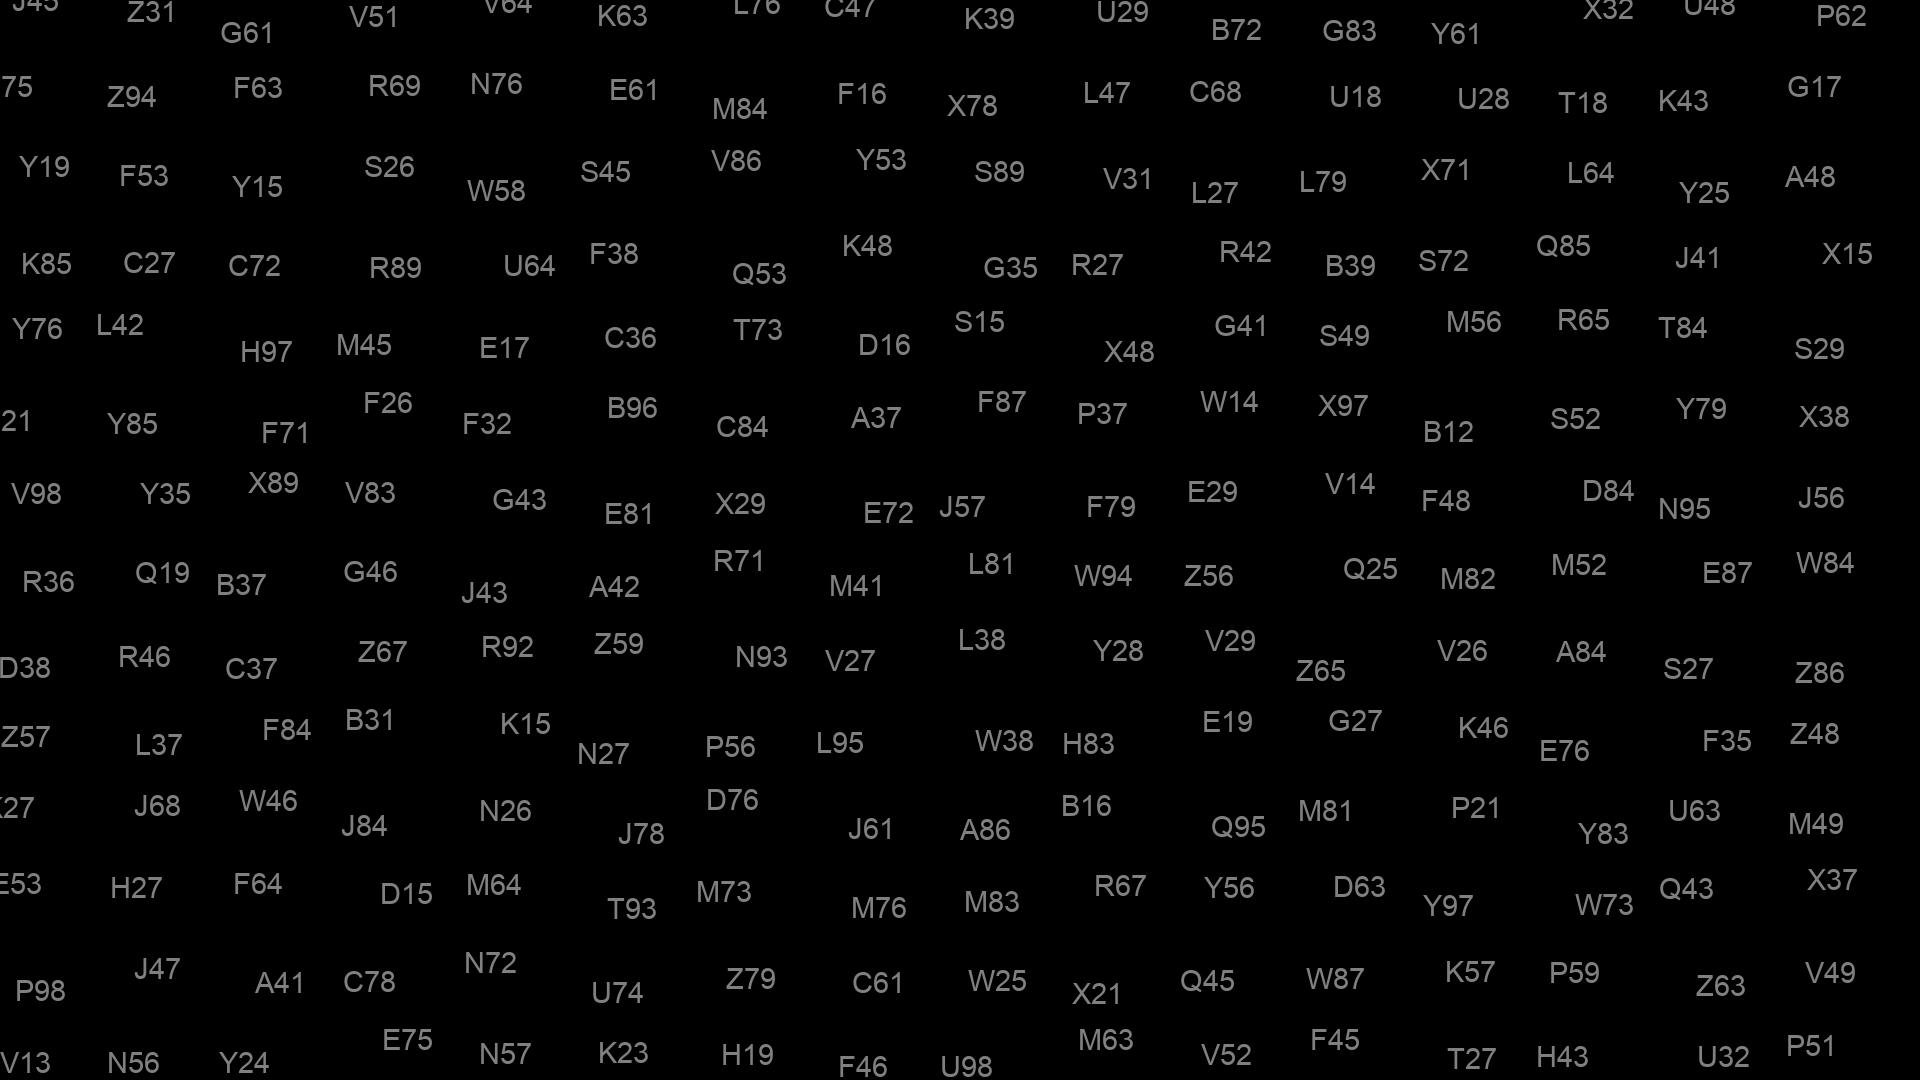 J45 Z31 G61 V51 V64 K63 L76 C47 K39 U29 B72 G83 Y61 X32 U48 P62
75 Z94 F63 R69 N76 E61 M84 F16 X78 L47 C68 U18 U28 T18 K43 G17
Y19 F53 Y15 S26 W58 S45 V86 Y53 S89 V31 L27 L79 X71 L64 Y25 A48
K85 C27 C72 R89 U64 F38 Q53 K48 G35 R27 R42 B39 S72 Q85 J41 X15
Y76 L42 H97 M45 E17 C36 T73 D16 S15 X48 G41 S49 M56 R65 T84 S29
21 Y85 F71 F26 F32 B96 C84 A37 F87 P37 W14 X97 B12 S52 Y79 X38
V98 Y35 X89 V83 G43 E81 X29 E72 J57 F79 E29 V14 F48 D84 N95 J56
R36 Q19 B37 G46 J43 A42 R71 M41 L81 W94 Z56 Q25 M82 M52 E87 W84
D38 R46 C37 Z67 R92 Z59 N93 V27 L38 Y28 V29 Z65 V26 A84 S27 Z86
Z57 L37 F84 B31 K15 N27 P56 L95 W38 H83 E19 G27 K46 E76 F35 Z48
27 J68 W46 J84 N26 J78 D76 J61 A86 B16 Q95 M81 P21 Y83 U63 M49
E53 H27 F64 D15 M64 T93 M73 M76 M83 R67 Y56 D63 Y97 W73 Q43 X37
P98 J47 A41 C78 N72 U74 Z79 C61 W25 X21 Q45 W87 K57 P59 Z63 V49
V13 N56 Y24 E75 N57 K23 H19 F46 U98 M63 V52 F45 T27 H43 U32 P51